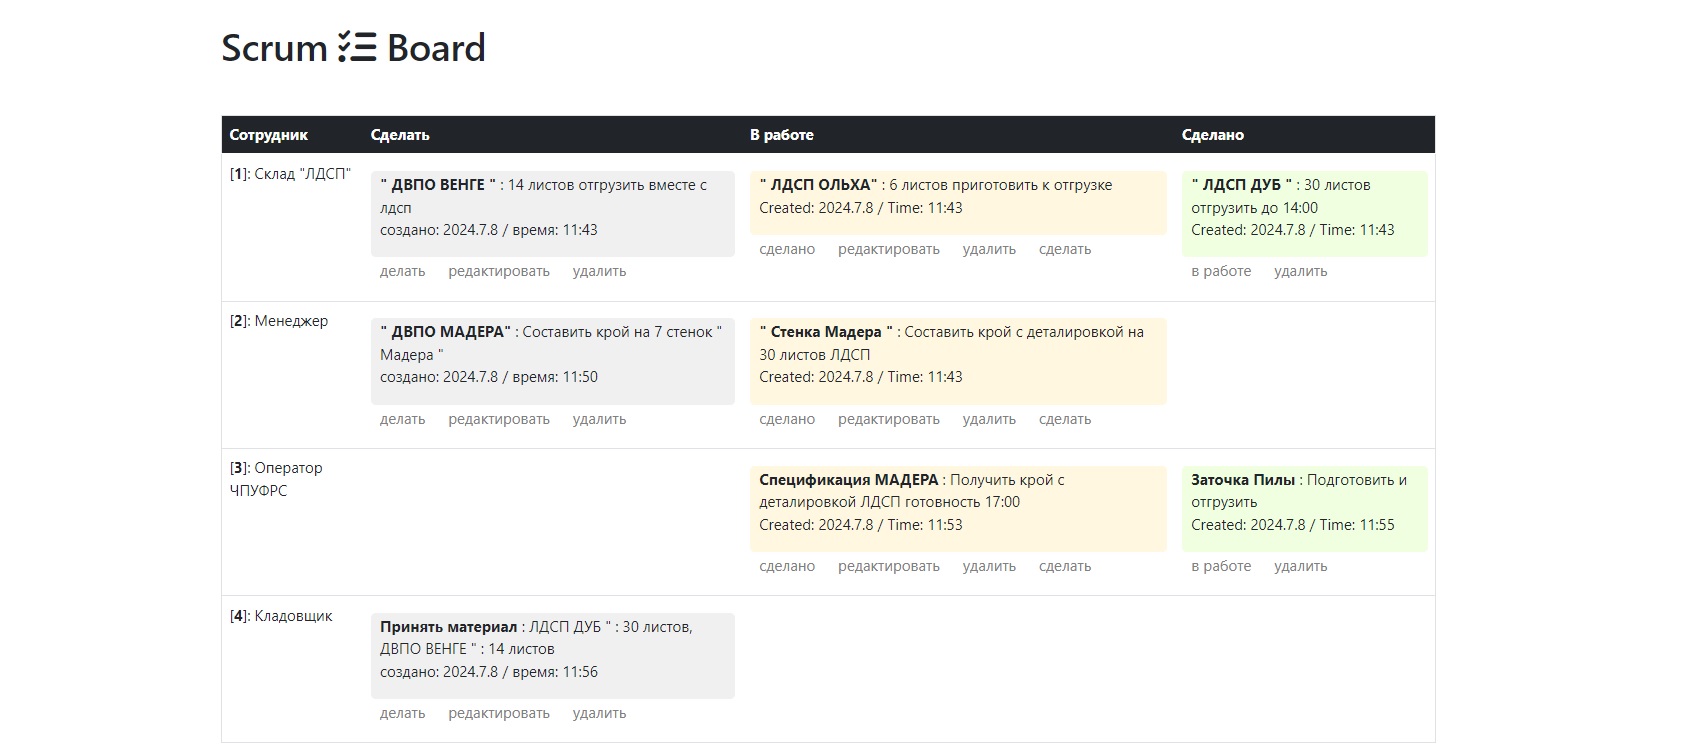 Scrum Board
Сотрудник Сделать В работе Сделано
[1]: Склад "ЛДСП"
" ДВПО ВЕНГЕ " : 14 листов отгрузить вместе с
лдсп
создано: 2024.7.8 / время: 11:43
делать редактировать удалить
" ЛДСП ОЛЬХА" : 6 листов приготовить к отгрузке
Created: 2024.7.8 / Time: 11:43
сделано редактировать удалить сделать
" ЛДСП ДУБ " : 30 листов
отгрузить до 14:00
Created: 2024.7.8 / Time: 11:43
в работе удалить
[2]: Менеджер
" ДВПО МАДЕРА" : Составить крой на 7 стенок "
Мадера "
создано: 2024.7.8 / время: 11:50
делать редактировать удалить
" Стенка Мадера " : Составить крой с деталировкой на
30 листов ЛДСП
Created: 2024.7.8 / Time: 11:43
сделано редактировать удалить сделать
[3]: Оператор
ЧПУФРС
Спецификация МАДЕРА : Получить крой с
деталировкой ЛДСП готовность 17:00
Created: 2024.7.8 / Time: 11:53
сделано редактировать удалить сделать
Заточка Пилы : Подготовить и
отгрузить
Created: 2024.7.8 / Time: 11:55
в работе удалить
[4]: Кладовщик
Принять материал : ЛДСП ДУБ " : 30 листов,
ДВПО ВЕНГЕ " : 14 листов
создано: 2024.7.8 / время: 11:56
делать редактировать удалить